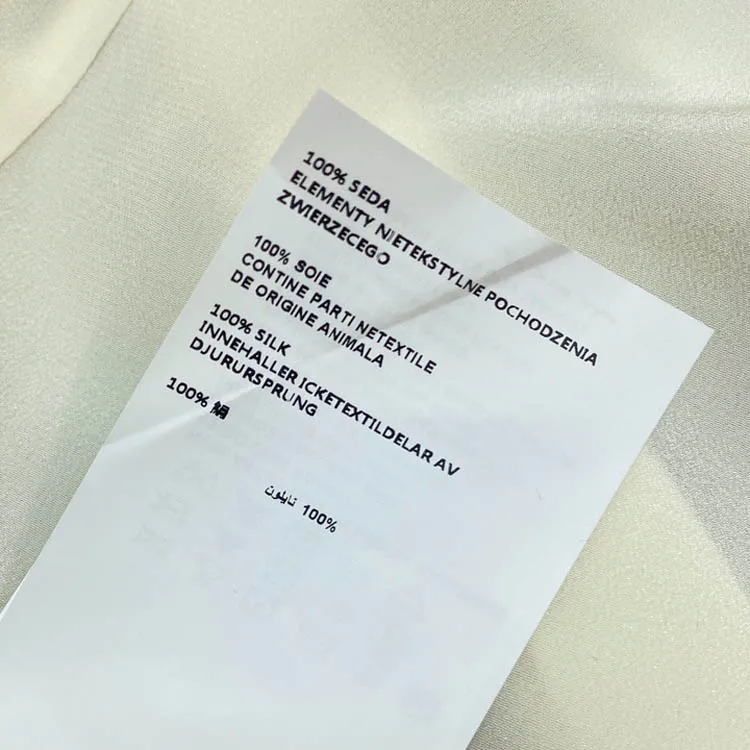 100% SEDA
ELEMENTY NIETEKSTYLNE POCHODZENIA
ZWIERZECEGO
100% SOIE
CONTINE PARTI NETEXTILE
DE ORIGINE ANIMALA
100% SILK
INNEHALLER ICKETEXTILDELAR AV
DJURURSPRUNG
100% 絹
100% تايلوت